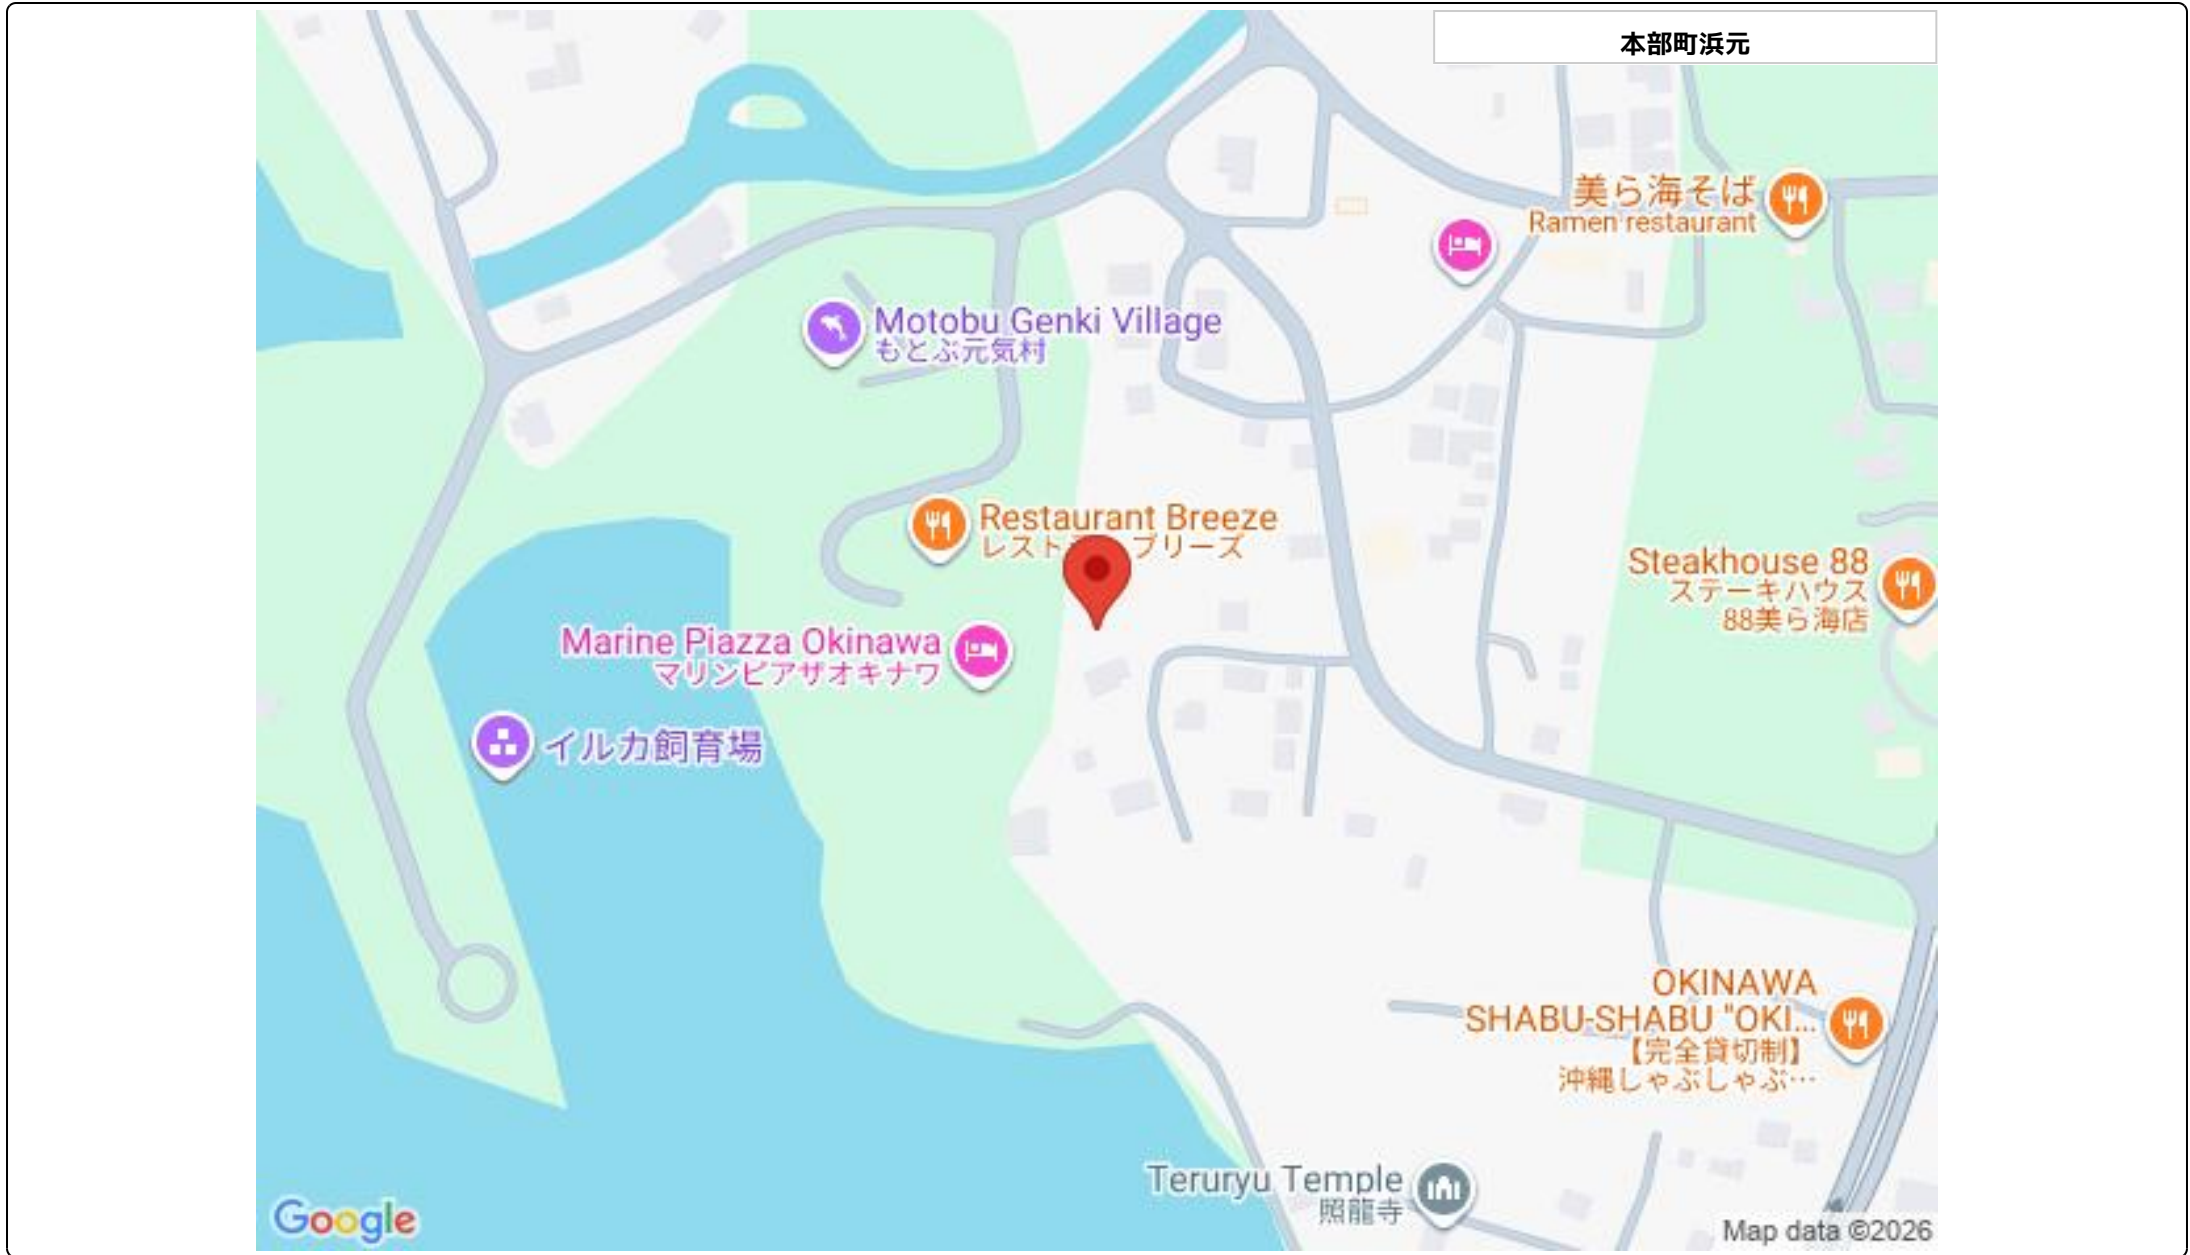 本部町浜元
美ら海そば
Ramen restaurant
Motobu Genki Village
もとぶ元気村
Restaurant Breeze
ブリーズ
Steakhouse 88
ステーキハウス
88美ら海店
Marine Piazza Okinawa
マリンピアザオキナワ
イルカ飼育場
OKINAWA
SHABU-SHABU "OKI...
【完全貸切制】
沖縄しゃぶしゃぶ…
Teruryu Temple
照龍寺
Google
Map data ©2026